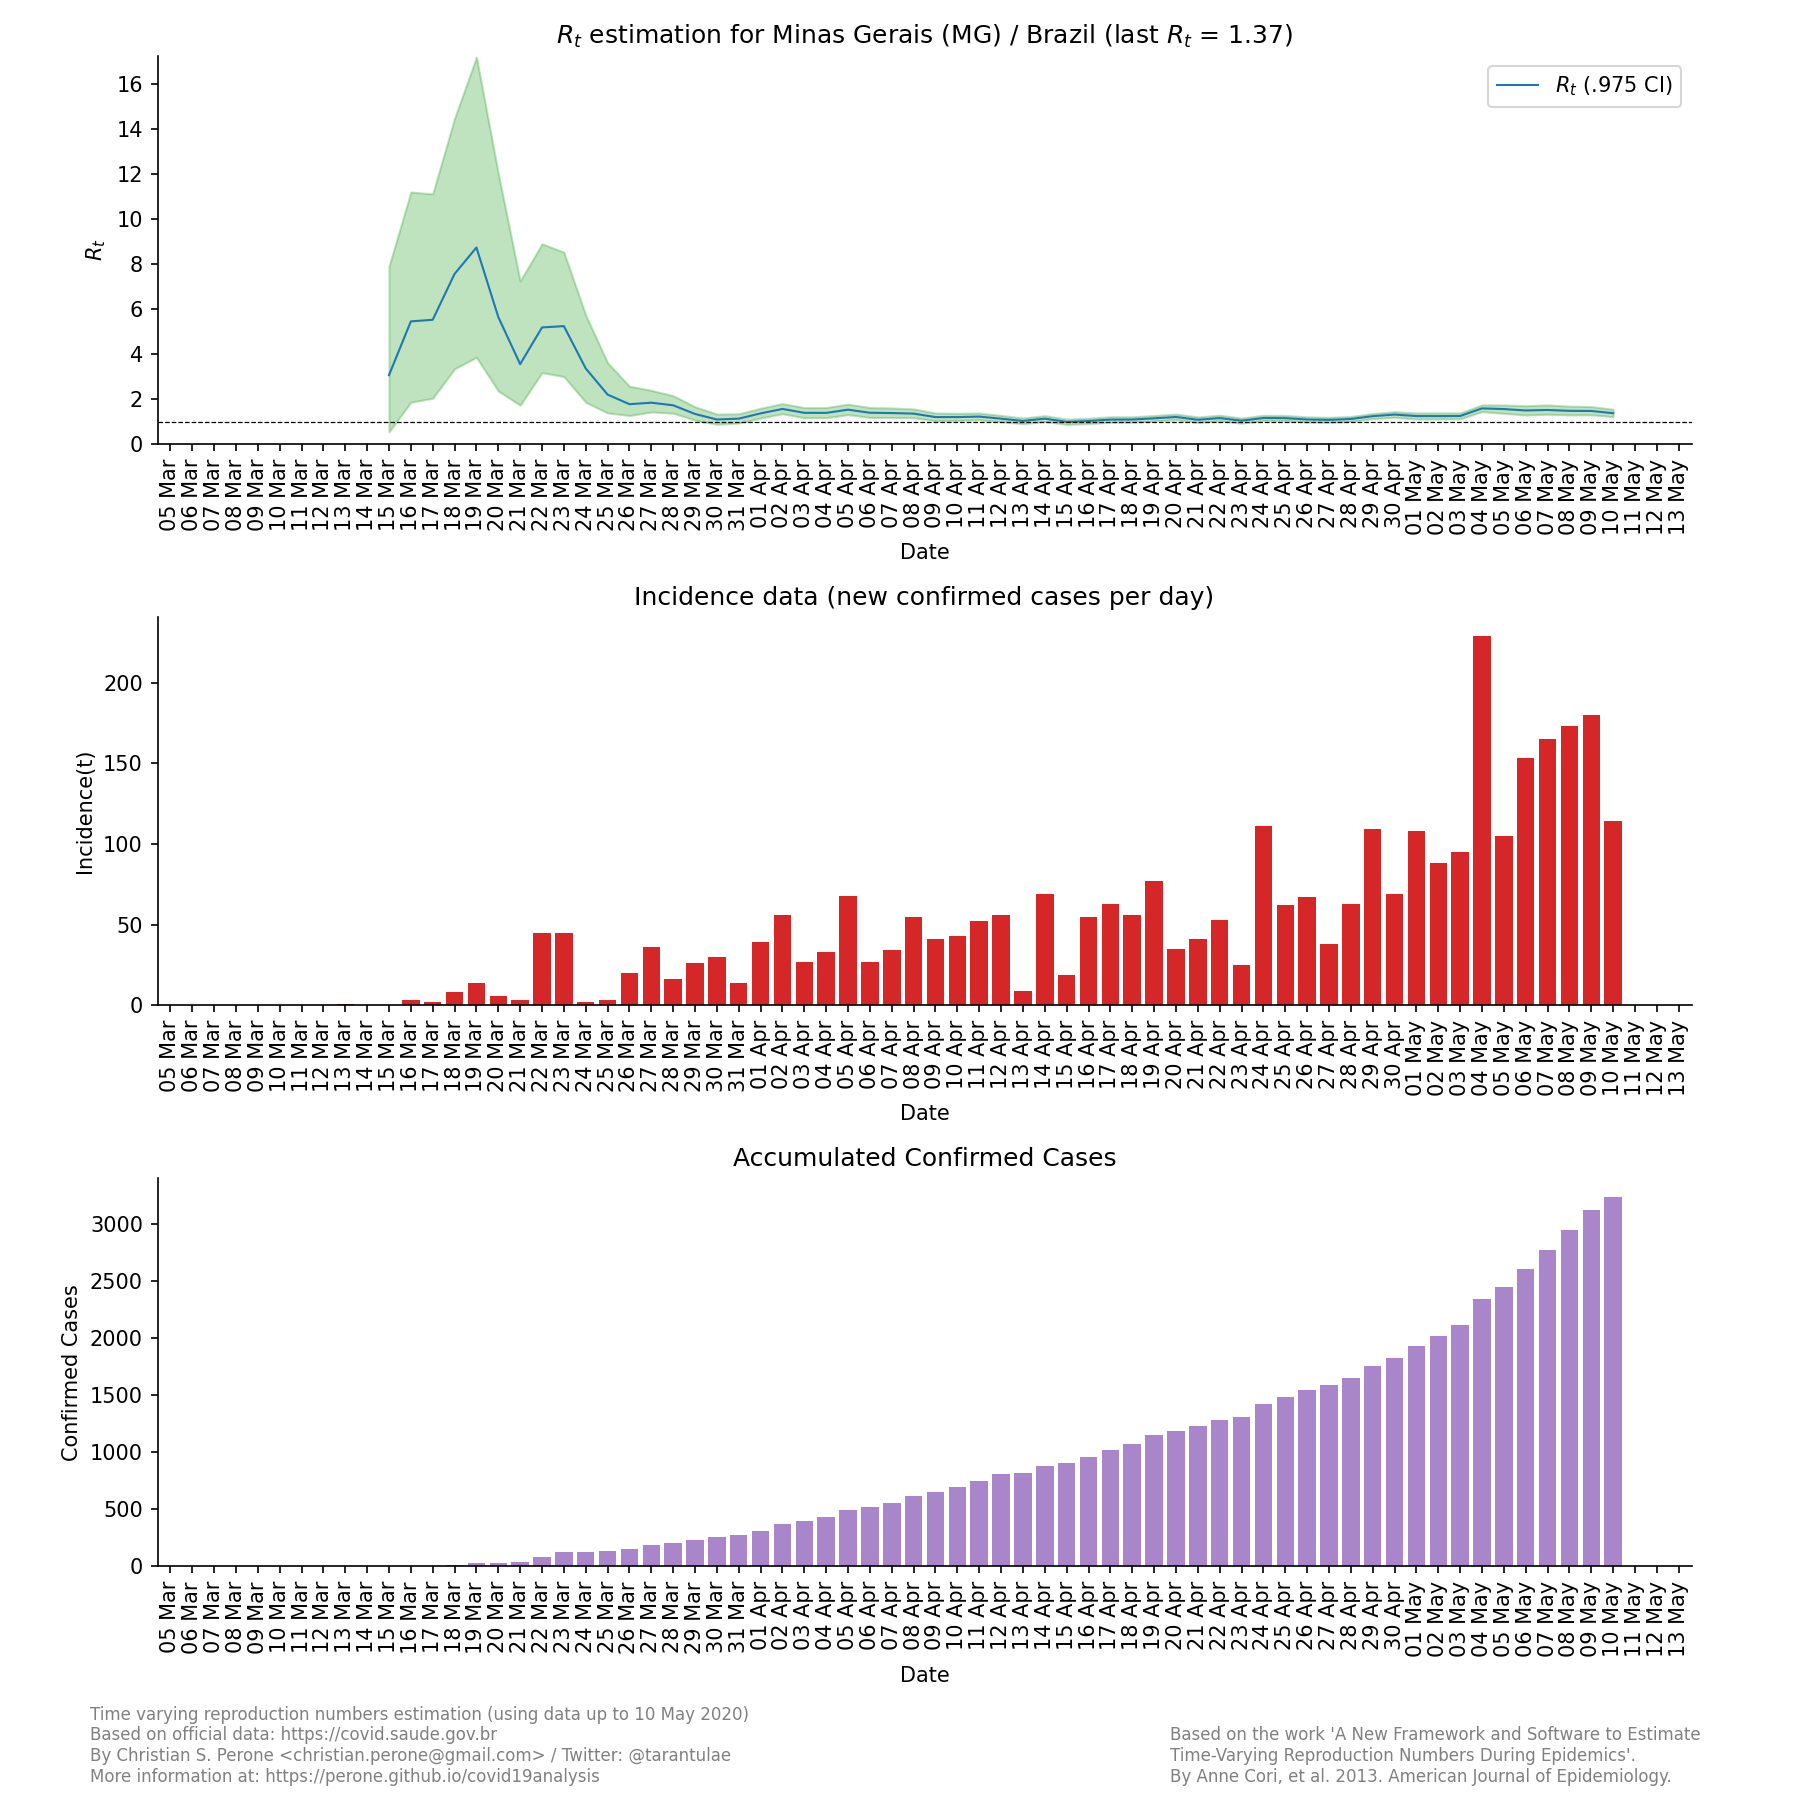 R_t estimation for Minas Gerais (MG) / Brazil (last R_t = 1.37)
R_t (.975 CI)
16
14
12
10
8
6
4
2
0
R_t
05 Mar 06 Mar 07 Mar 08 Mar 09 Mar 10 Mar 11 Mar 12 Mar 13 Mar 14 Mar 15 Mar 16 Mar 17 Mar 18 Mar 19 Mar 20 Mar 21 Mar 22 Mar 23 Mar 24 Mar 25 Mar 26 Mar 27 Mar 28 Mar 29 Mar 30 Mar 31 Mar 01 Apr 02 Apr 03 Apr 04 Apr 05 Apr 06 Apr 07 Apr 08 Apr 09 Apr 10 Apr 11 Apr 12 Apr 13 Apr 14 Apr 15 Apr 16 Apr 17 Apr 18 Apr 19 Apr 20 Apr 21 Apr 22 Apr 23 Apr 24 Apr 25 Apr 26 Apr 27 Apr 28 Apr 29 Apr 30 Apr 01 May 02 May 03 May 04 May 05 May 06 May 07 May 08 May 09 May 10 May 11 May 12 May 13 May
Date
Incidence data (new confirmed cases per day)
200
150
100
50
0
Incidence(t)
05 Mar 06 Mar 07 Mar 08 Mar 09 Mar 10 Mar 11 Mar 12 Mar 13 Mar 14 Mar 15 Mar 16 Mar 17 Mar 18 Mar 19 Mar 20 Mar 21 Mar 22 Mar 23 Mar 24 Mar 25 Mar 26 Mar 27 Mar 28 Mar 29 Mar 30 Mar 31 Mar 01 Apr 02 Apr 03 Apr 04 Apr 05 Apr 06 Apr 07 Apr 08 Apr 09 Apr 10 Apr 11 Apr 12 Apr 13 Apr 14 Apr 15 Apr 16 Apr 17 Apr 18 Apr 19 Apr 20 Apr 21 Apr 22 Apr 23 Apr 24 Apr 25 Apr 26 Apr 27 Apr 28 Apr 29 Apr 30 Apr 01 May 02 May 03 May 04 May 05 May 06 May 07 May 08 May 09 May 10 May 11 May 12 May 13 May
Date
Accumulated Confirmed Cases
3000
2500
2000
1500
1000
500
0
Confirmed Cases
05 Mar 06 Mar 07 Mar 08 Mar 09 Mar 10 Mar 11 Mar 12 Mar 13 Mar 14 Mar 15 Mar 16 Mar 17 Mar 18 Mar 19 Mar 20 Mar 21 Mar 22 Mar 23 Mar 24 Mar 25 Mar 26 Mar 27 Mar 28 Mar 29 Mar 30 Mar 31 Mar 01 Apr 02 Apr 03 Apr 04 Apr 05 Apr 06 Apr 07 Apr 08 Apr 09 Apr 10 Apr 11 Apr 12 Apr 13 Apr 14 Apr 15 Apr 16 Apr 17 Apr 18 Apr 19 Apr 20 Apr 21 Apr 22 Apr 23 Apr 24 Apr 25 Apr 26 Apr 27 Apr 28 Apr 29 Apr 30 Apr 01 May 02 May 03 May 04 May 05 May 06 May 07 May 08 May 09 May 10 May 11 May 12 May 13 May
Date
Time varying reproduction numbers estimation (using data up to 10 May 2020)
Based on official data: https://covid.saude.gov.br
By Christian S. Perone <christian.perone@gmail.com> / Twitter: @tarantulae
More information at: https://perone.github.io/covid19analysis
Based on the work 'A New Framework and Software to Estimate
Time-Varying Reproduction Numbers During Epidemics'.
By Anne Cori, et al. 2013. American Journal of Epidemiology.